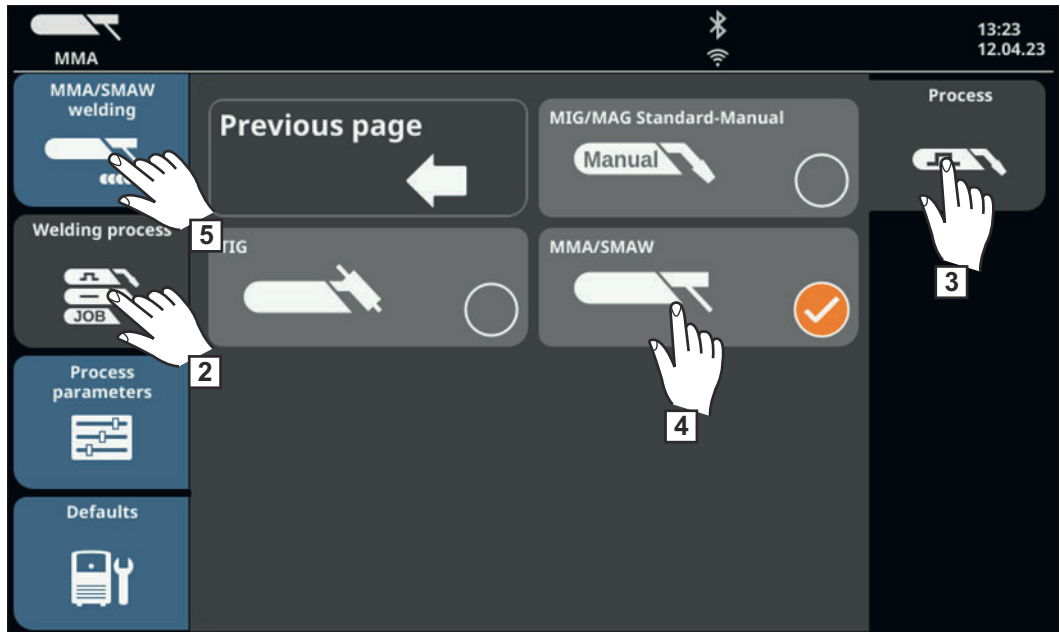 MMA
13:23
12.04.23
MMA/SMAW
welding
5
Welding process
JOB
2
Process
parameters
Defaults
Previous page
MIG/MAG Standard-Manual
Manual
TIG
MMA/SMAW
4
Process
3